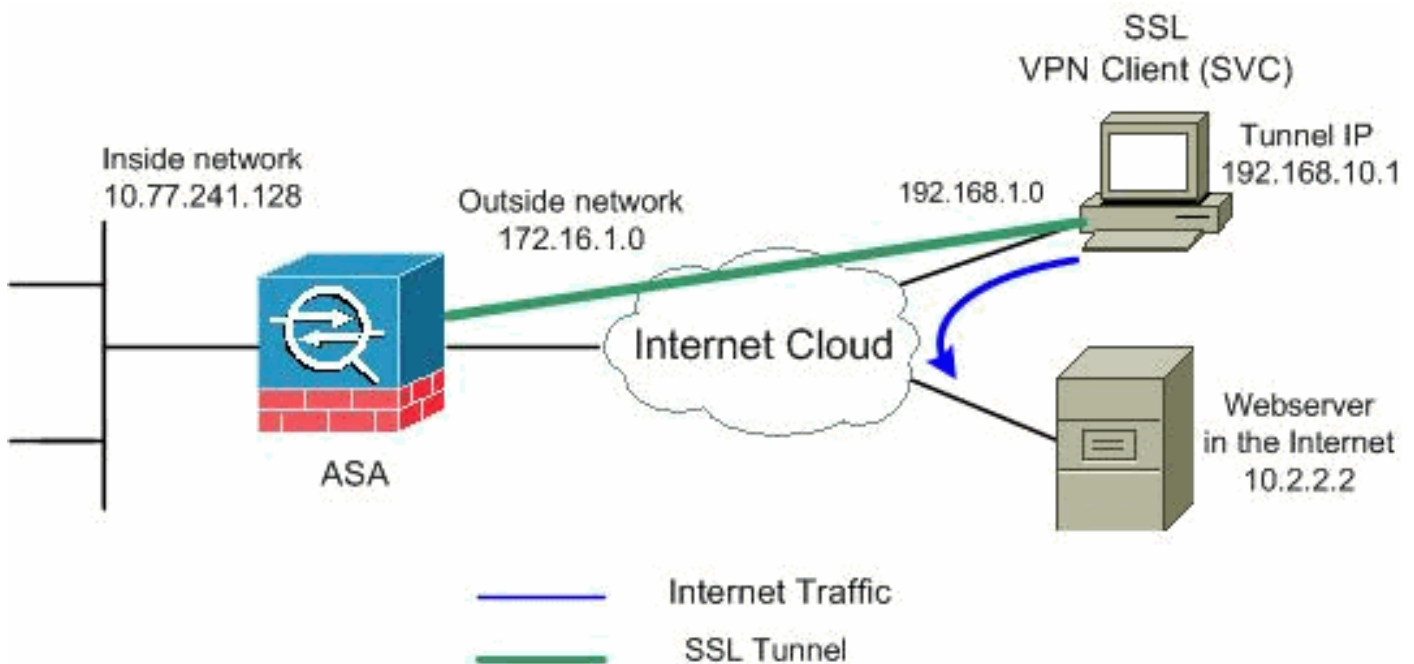 SSL
VPN Client (SVC)
Tunnel IP
192.168.10.1
Inside network
10.77.241.128
Outside network
172.16.1.0
192.168.1.0
Internet Cloud
ASA
Webserver
in the Internet
10.2.2.2
Internet Traffic
SSL Tunnel